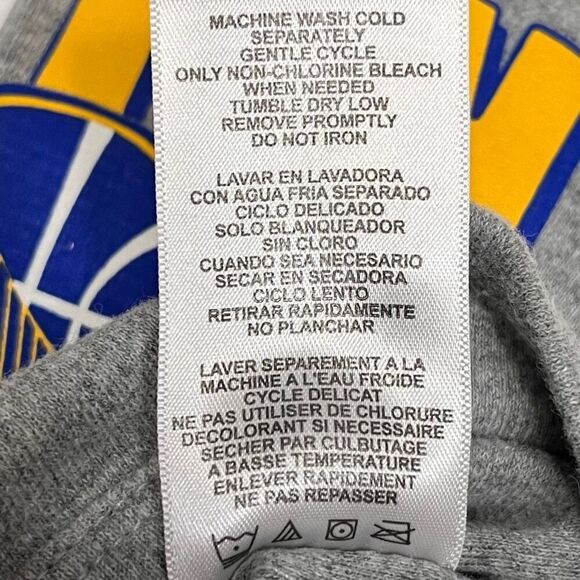 MACHINE WASH COLD
SEPARATELY
GENTLE CYCLE
ONLY NON-CHLORINE BLEACH
WHEN NEEDED
TUMBLE DRY LOW
REMOVE PROMPTLY
DO NOT IRON
LAVAR EN LAVADORA
CON AGUA FRIA SEPARADO
CICLO DELICADO
SOLO BLANQUEADOR
SIN CLORO
CUANDO SEA NECESARIO
SECAR EN SECADORA
CICLO LENTO
RETIRAR RAPIDAMENTE
NO PLANCHAR
LAVER SEPAREMENT A LA
MACHINE A L'EAU FROIDE
CYCLE DELICAT
NE PAS UTILISER DE CHLORURE
DECOLORANT SI NECESSAIRE
SECHER PAR CULBUTAGE
A BASSE TEMPERATURE
ENLEVER RAPIDEMENT
NE PAS REPASSER